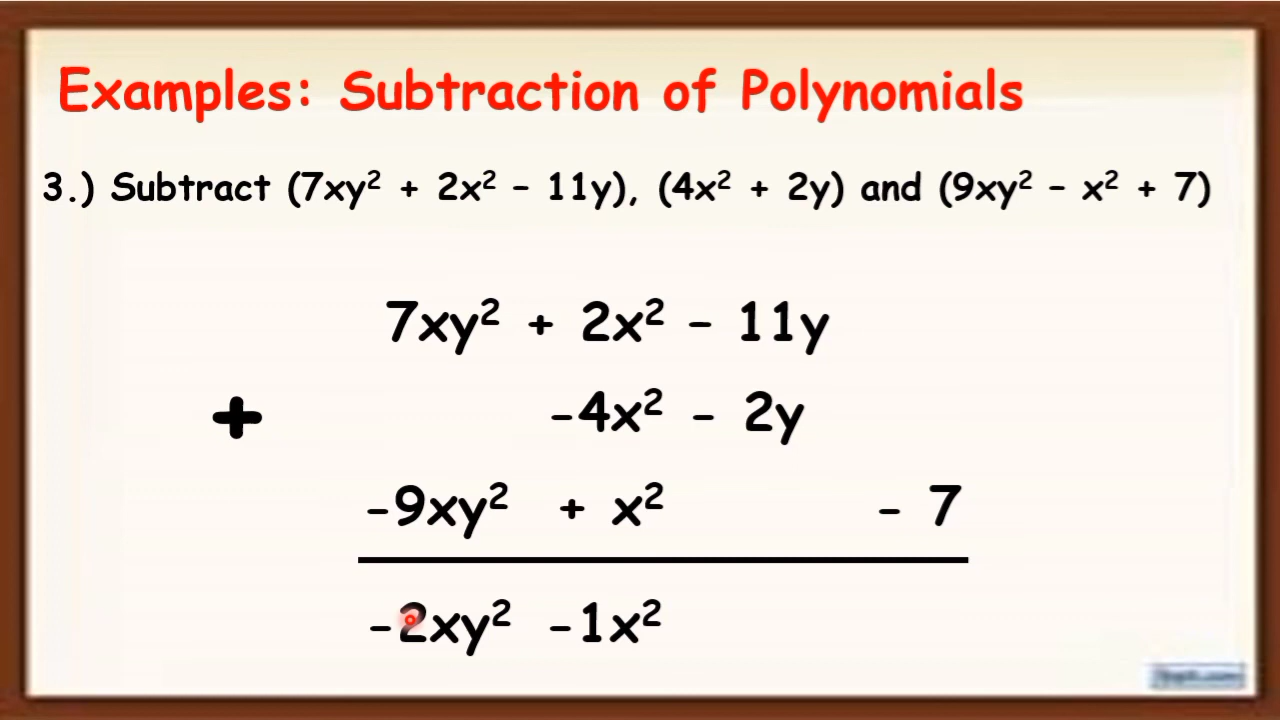 Examples: Subtraction of Polynomials
3.) Subtract (7xy² + 2x² – 11y), (4x² + 2y) and (9xy² – x² + 7)
7xy² + 2x² – 11y
+ -4x² – 2y
-9xy² + x² – 7
-2xy² -1x²